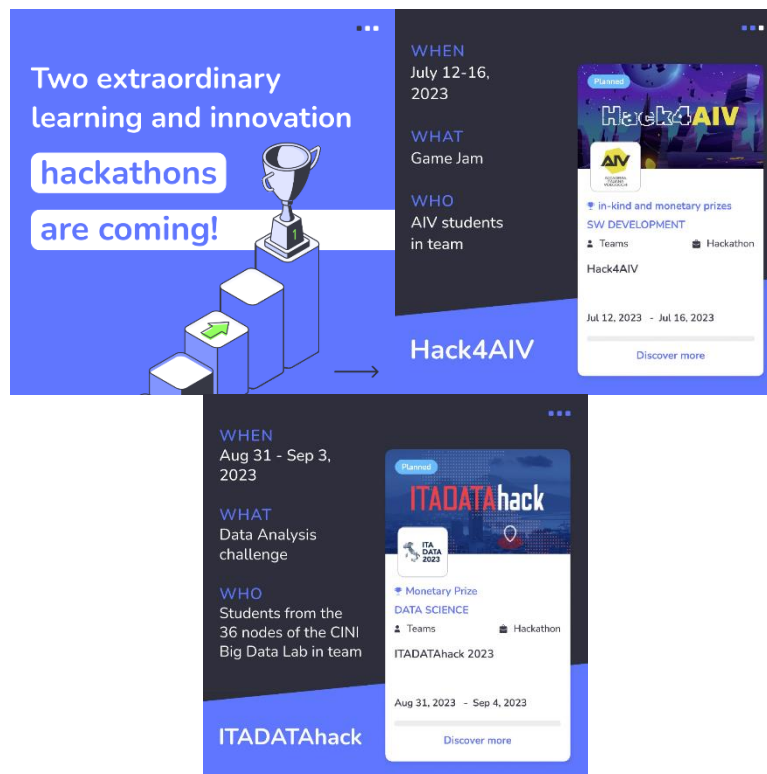 Two extraordinary
learning and innovation
hackathons
are coming!
1
WHEN
July 12-16,
2023
WHAT
Game Jam
WHO
AIV students
in team
Hack4AIV
Planned
Hack4AIV
AIV
in-kind and monetary prizes
SW DEVELOPMENT
Teams
Hackathon
Hack4AIV
Jul 12, 2023 - Jul 16, 2023
Discover more
WHEN
Aug 31 - Sep 3,
2023
WHAT
Data Analysis
challenge
WHO
Students from the
36 nodes of the CINI
Big Data Lab in team
ITADATAhack
Planned
ITADATAhack
ITA
DATA
2023
Monetary Prize
DATA SCIENCE
Teams
Hackathon
ITADATAhack 2023
Aug 31, 2023 - Sep 4, 2023
Discover more